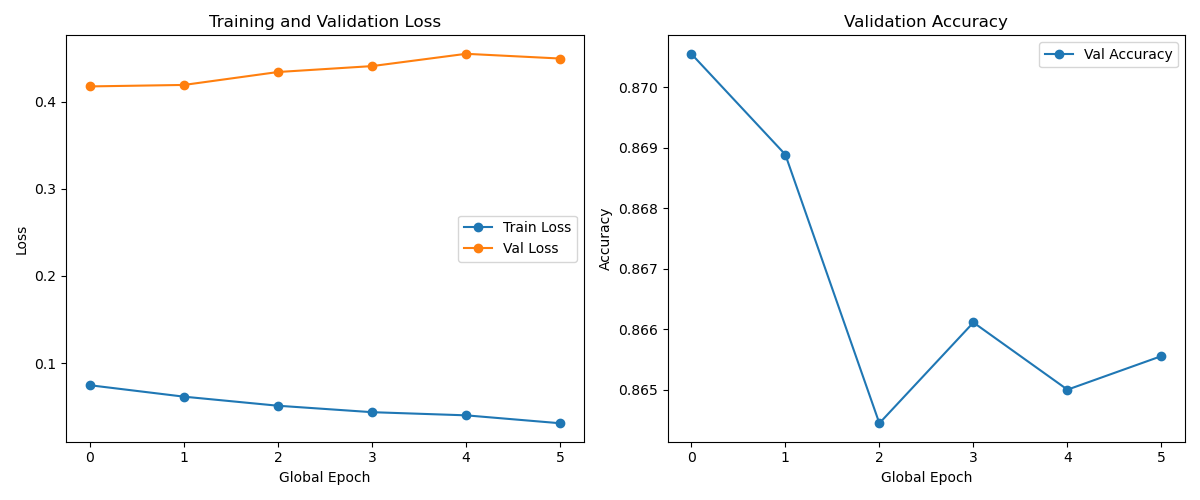 Training and Validation Loss
0.4
0.3
0.2
0.1
Loss
Train Loss
Val Loss
0 1 2 3 4 5
Global Epoch
Validation Accuracy
Val Accuracy
0.870
0.869
0.868
0.867
0.866
0.865
Accuracy
0 1 2 3 4 5
Global Epoch